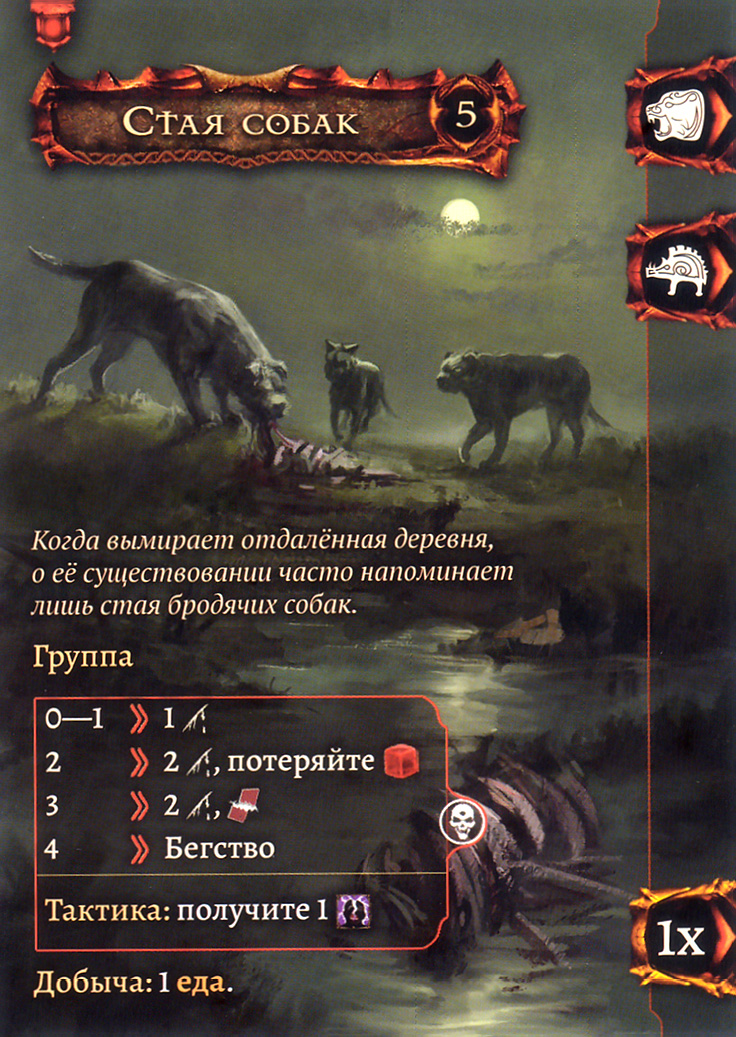 Стая собак
5
Когда вымирает отдалённая деревня,
о её существовании часто напоминает
лишь стая бродячих собак.
Группа
0—1 » 1
2 » 2 , потеряйте
3 » 2 ,
4 » Бегство
Тактика: получите 1
Добыча: 1 еда.
1x